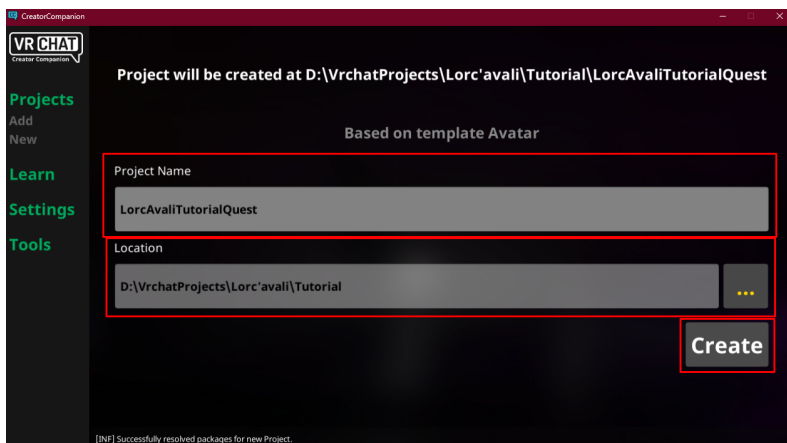 CreatorCompanion
VRCHAT
Creator Companion
Project will be created at D:\VrchatProjects\Lorc'avali\Tutorial\LorcAvaliTutorialQuest
Projects
Add
New
Based on template Avatar
Learn
Project Name
Settings
LorcAvaliTutorialQuest
Tools
Location
D:\VrchatProjects\Lorc'avali\Tutorial
...
Create
[INF] Successfully resolved packages for new Project.